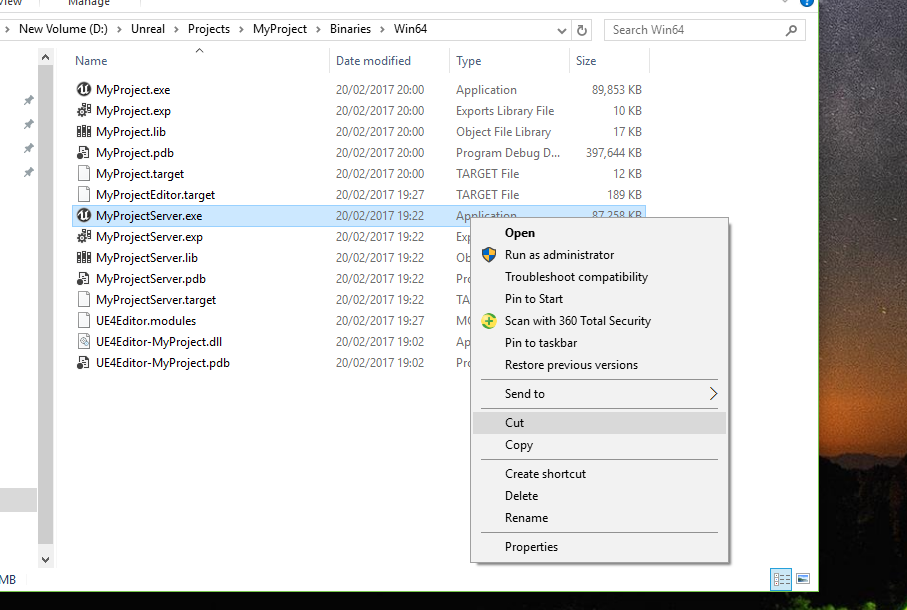 View Manage
New Volume (D:) Unreal Projects MyProject Binaries Win64 Search Win64
Name Date modified Type Size
MyProject.exe 20/02/2017 20:00 Application 89,853 KB
MyProject.exp 20/02/2017 20:00 Exports Library File 10 KB
MyProject.lib 20/02/2017 20:00 Object File Library 17 KB
MyProject.pdb 20/02/2017 20:00 Program Debug D... 397,644 KB
MyProject.target 20/02/2017 20:00 TARGET File 12 KB
MyProjectEditor.target 20/02/2017 19:27 TARGET File 189 KB
MyProjectServer.exe 20/02/2017 19:22 Application 87,258 KB
MyProjectServer.exp 20/02/2017 19:22 Exp
MyProjectServer.lib 20/02/2017 19:22 Ob
MyProjectServer.pdb 20/02/2017 19:22 Pro
MyProjectServer.target 20/02/2017 19:22 TA
UE4Editor.modules 20/02/2017 19:27 MO
UE4Editor-MyProject.dll 20/02/2017 19:02 Ap
UE4Editor-MyProject.pdb 20/02/2017 19:02 Pro
Open
Run as administrator
Troubleshoot compatibility
Pin to Start
Scan with 360 Total Security
Pin to taskbar
Restore previous versions
Send to
Cut
Copy
Create shortcut
Delete
Rename
Properties
MB